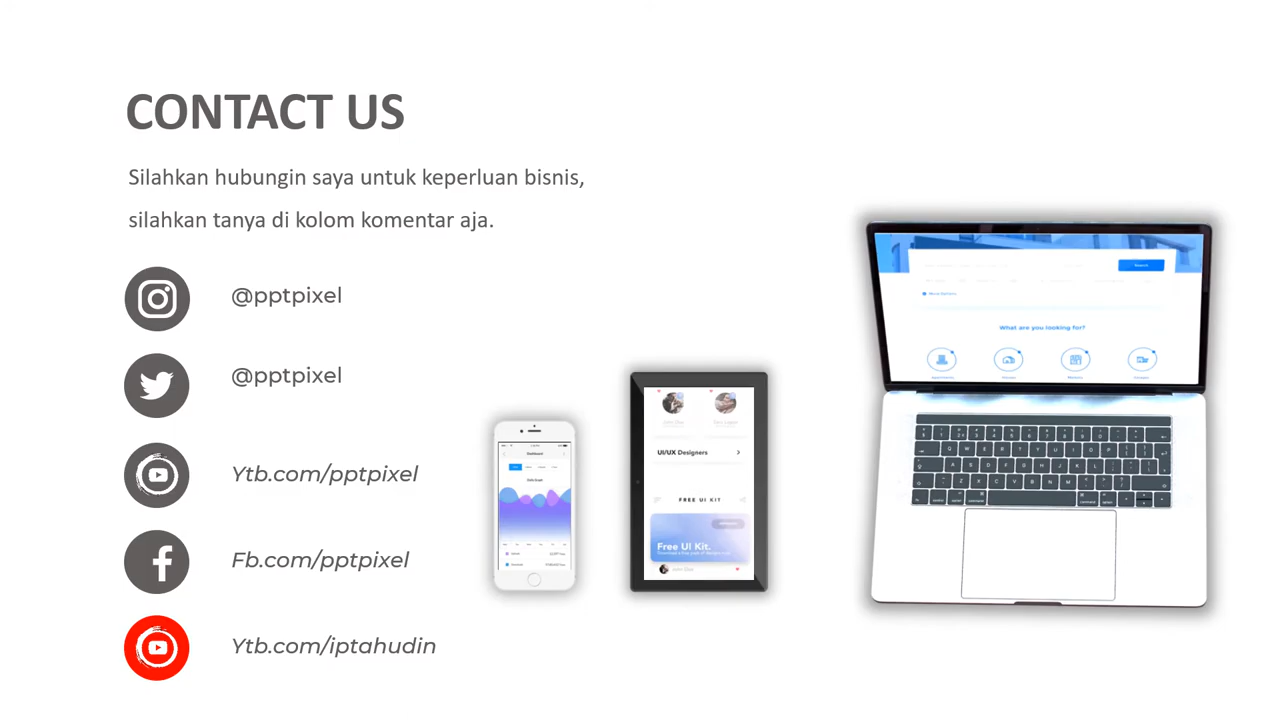 CONTACT US
Silahkan hubungin saya untuk keperluan bisnis,
silahkan tanya di kolom komentar aja.
@pptpixel
@pptpixel
Ytb.com/pptpixel
Fb.com/pptpixel
Ytb.com/iptahudin
Dashboard
UI/UX Designers
FREE UI KIT
Free UI Kit.
What are you looking for?